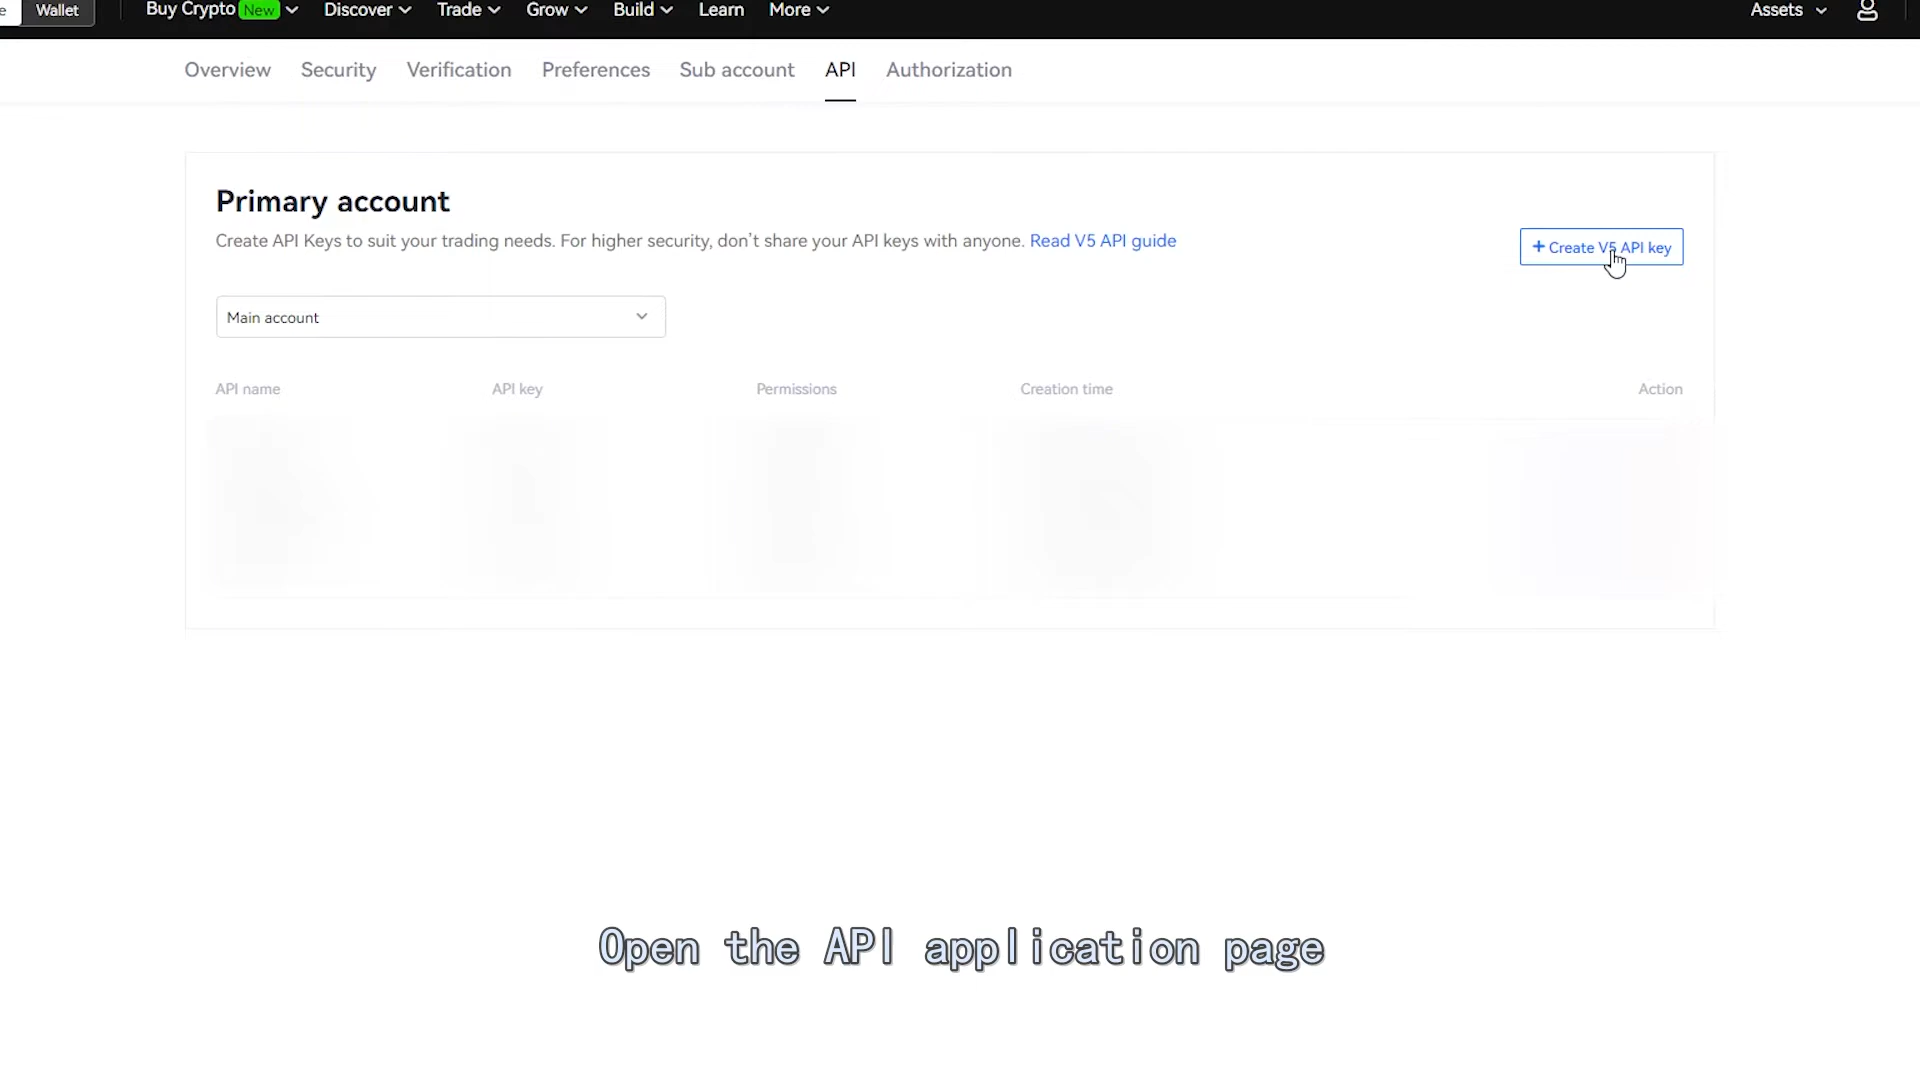 Wallet
Buy Crypto New
Discover
Trade
Grow
Build
Learn
More
Assets
Overview
Security
Verification
Preferences
Sub account
API
Authorization
Primary account
Create API Keys to suit your trading needs. For higher security, don't share your API keys with anyone. Read V5 API guide
+ Create V5 API key
Main account
API name
API key
Permissions
Creation time
Action
Open the API application page